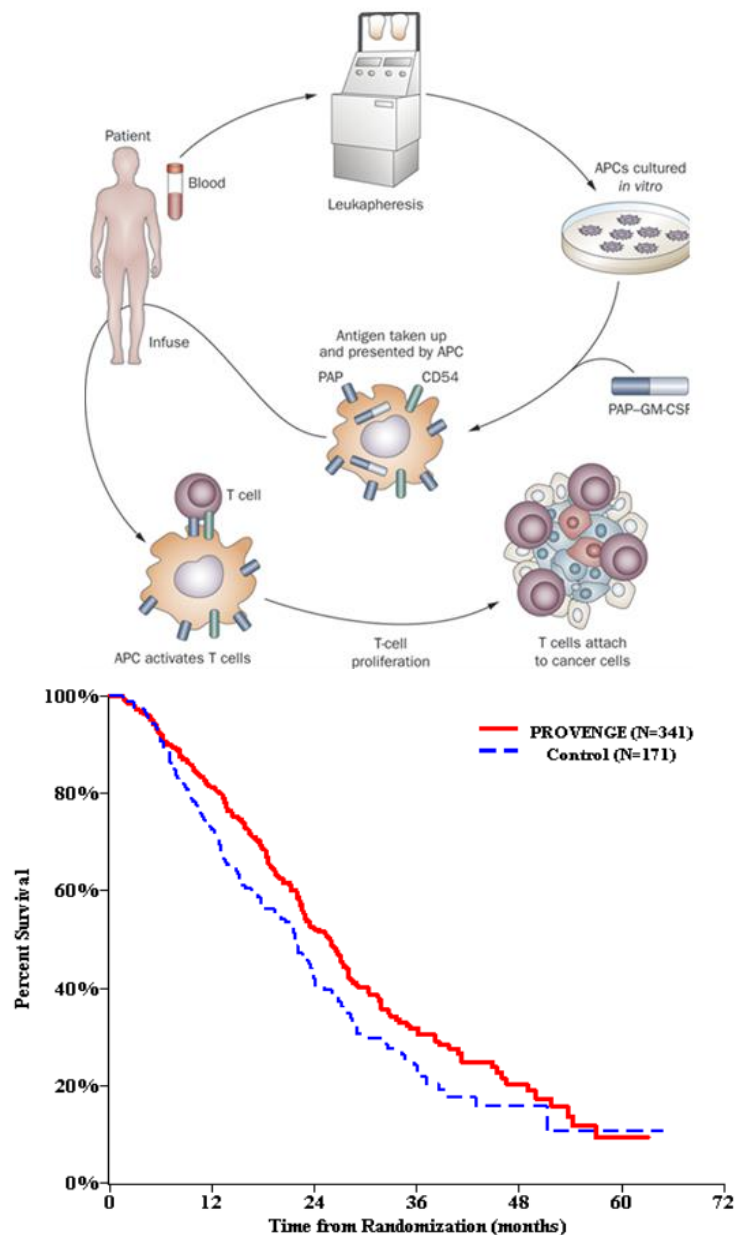 Patient
Blood
Leukapheresis
APCs cultured
in vitro
Infuse
Antigen taken up
and presented by APC
PAP
CD54
PAP–GM-CSF
T cell
APC activates T cells
T-cell
proliferation
T cells attach
to cancer cells
100%
80%
60%
40%
20%
0%
Percent Survival
PROVENGE (N=341)
Control (N=171)
0
12
24
36
48
60
72
Time from Randomization (months)